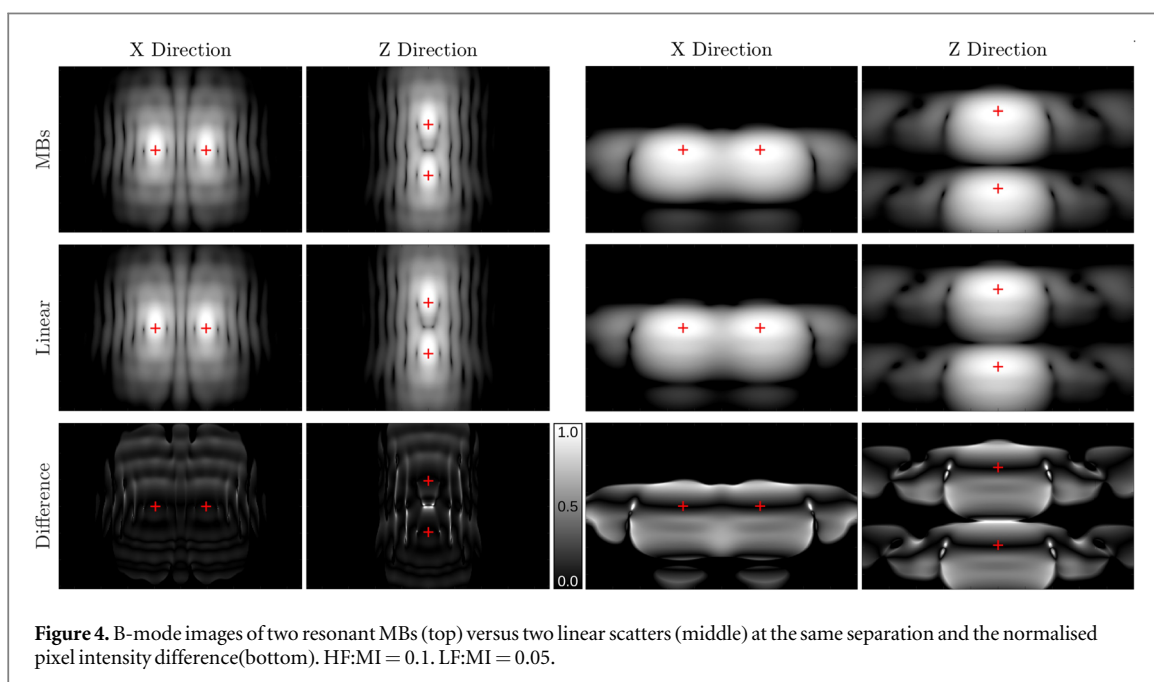 X Direction
Z Direction
X Direction
Z Direction
MBs
Linear
Difference
1.0
0.5
0.0
Figure 4. B-mode images of two resonant MBs (top) versus two linear scatters (middle) at the same separation and the normalised
pixel intensity difference(bottom). HF:MI = 0.1. LF:MI = 0.05.